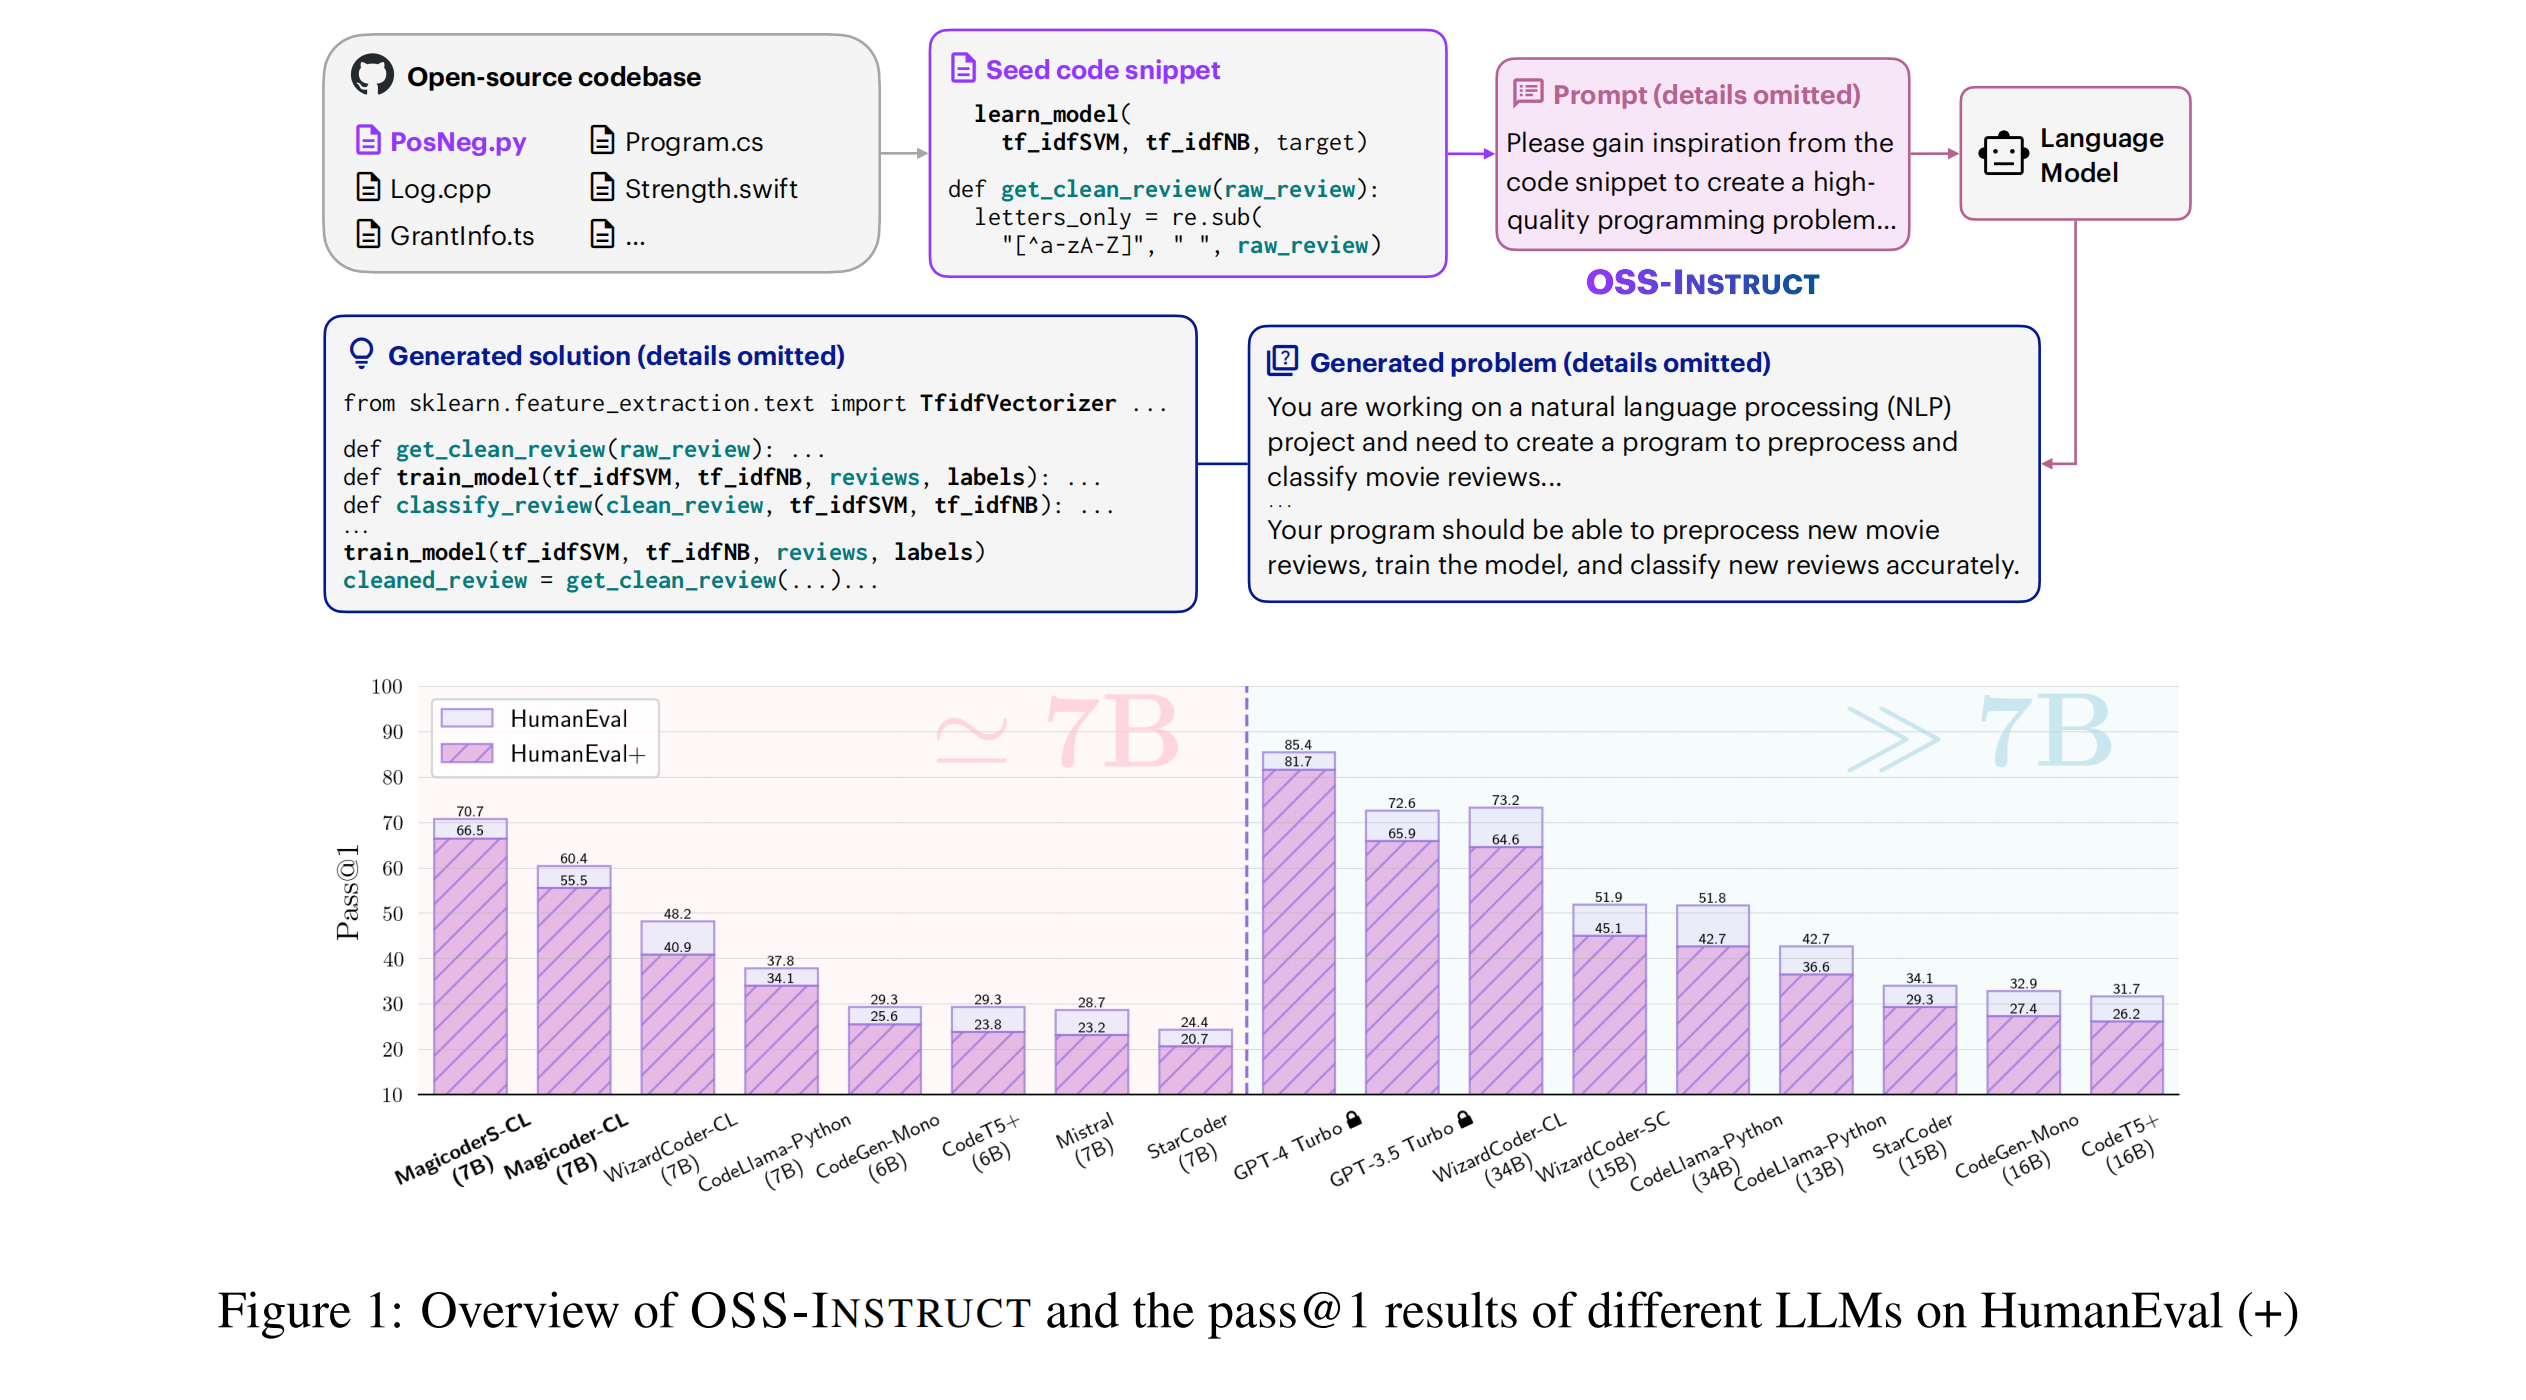 Open-source codebase
PosNeg.py
Program.cs
Log.cpp
Strength.swift
GrantInfo.ts
...
Seed code snippet
learn_model(
tf_idfSVM, tf_idfNB, target)
def get_clean_review(raw_review):
letters_only = re.sub(
"[^a-zA-Z]", " ", raw_review)
Prompt (details omitted)
Please gain inspiration from the
code snippet to create a high-
quality programming problem...
Language
Model
OSS-INSTRUCT
Generated solution (details omitted)
from sklearn.feature_extraction.text import TfidfVectorizer ...
def get_clean_review(raw_review): ...
def train_model(tf_idfSVM, tf_idfNB, reviews, labels): ...
def classify_review(clean_review, tf_idfSVM, tf_idfNB): ...
...
train_model(tf_idfSVM, tf_idfNB, reviews, labels)
cleaned_review = get_clean_review(...)...
Generated problem (details omitted)
You are working on a natural language processing (NLP)
project and need to create a program to preprocess and
classify movie reviews...
...
Your program should be able to preprocess new movie
reviews, train the model, and classify new reviews accurately.
Pass@1
100
90
80
70
60
50
40
30
20
10
HumanEval
HumanEval+
≃ 7B
≫ 7B
70.7
66.5
60.4
55.5
48.2
40.9
37.8
34.1
29.3
25.6
29.3
23.8
28.7
23.2
24.4
20.7
85.4
81.7
72.6
65.9
73.2
64.6
51.9
45.1
51.8
42.7
42.7
36.6
34.1
29.3
32.9
27.4
31.7
26.2
MagicoderS-CL
(7B)
Magicoder-CL
(7B)
WizardCoder-CL
(7B)
CodeLlama-Python
(7B)
CodeGen-Mono
(6B)
CodeT5+
(6B)
Mistral
(7B)
StarCoder
(7B)
GPT-4 Turbo
GPT-3.5 Turbo
WizardCoder-CL
(34B)
WizardCoder-SC
(15B)
CodeLlama-Python
(34B)
CodeLlama-Python
(13B)
StarCoder
(15B)
CodeGen-Mono
(16B)
CodeT5+
(16B)
Figure 1: Overview of OSS-INSTRUCT and the pass@1 results of different LLMs on HumanEval (+)